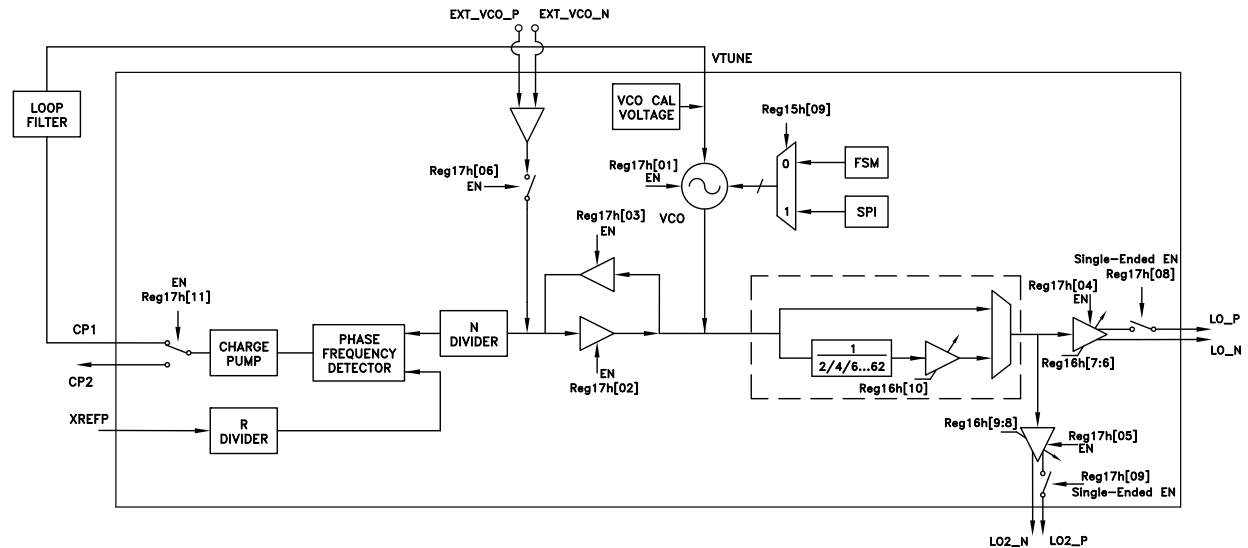 EXT_VCO_P
EXT_VCO_N
VTUNE
LOOP
FILTER
VCO CAL
VOLTAGE
Reg15h[09]
0
FSM
1
SPI
Reg17h[06]
EN
Reg17h[01]
EN
VCO
Reg17h[03]
EN
EN
Reg17h[11]
CP1
CP2
CHARGE
PUMP
PHASE
FREQUENCY
DETECTOR
N
DIVIDER
EN
Reg17h[02]
XREFP
R
DIVIDER
1
2/4/6...62
Reg16h[10]
Single-Ended EN
Reg17h[08]
Reg17h[04]
EN
LO_P
LO_N
Reg16h[7:6]
Reg16h[9:8]
Reg17h[05]
EN
Reg17h[09]
Single-Ended EN
LO2_N
LO2_P